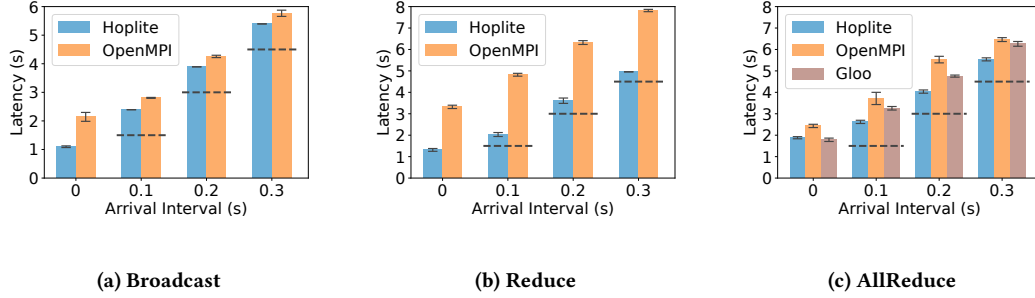 6
5
4
3
2
1
0
Latency (s)
Hoplite
OpenMPI
0 0.1 0.2 0.3
Arrival Interval (s)
(a) Broadcast
8
7
6
5
4
3
2
1
0
Latency (s)
Hoplite
OpenMPI
0 0.1 0.2 0.3
Arrival Interval (s)
(b) Reduce
8
7
6
5
4
3
2
1
0
Latency (s)
Hoplite
OpenMPI
Gloo
0 0.1 0.2 0.3
Arrival Interval (s)
(c) AllReduce